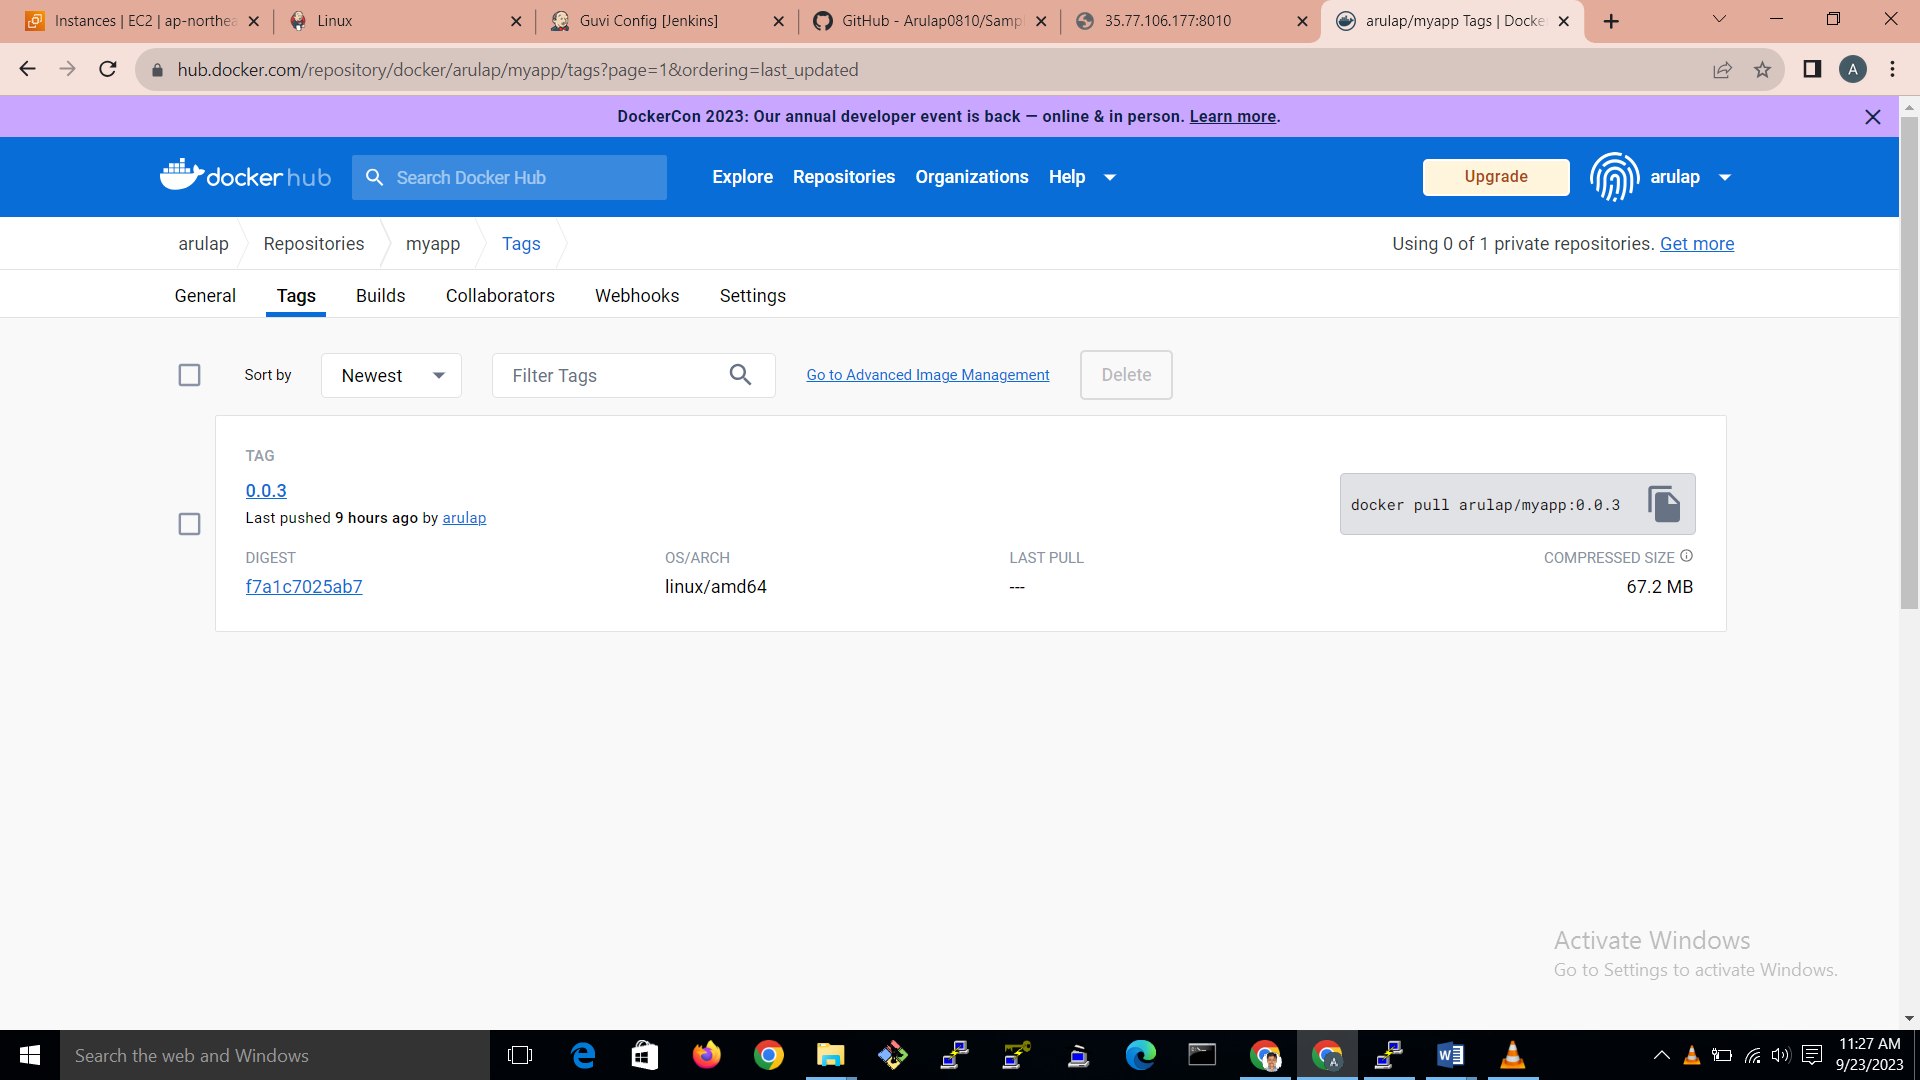 Instances | EC2 | ap-northea
Linux
Guvi Config [Jenkins]
GitHub - Arulap0810/Sampl
35.77.106.177:8010
arulap/myapp Tags | Docke
hub.docker.com/repository/docker/arulap/myapp/tags?page=1&ordering=last_updated
A
DockerCon 2023: Our annual developer event is back — online & in person. Learn more.
docker hub
Search Docker Hub
Explore
Repositories
Organizations
Help
Upgrade
arulap
arulap
Repositories
myapp
Tags
Using 0 of 1 private repositories. Get more
General
Tags
Builds
Collaborators
Webhooks
Settings
Sort by
Newest
Filter Tags
Go to Advanced Image Management
Delete
TAG
0.0.3
docker pull arulap/myapp:0.0.3
Last pushed 9 hours ago by arulap
DIGEST
OS/ARCH
LAST PULL
COMPRESSED SIZE
f7a1c7025ab7
linux/amd64
---
67.2 MB
Activate Windows
Go to Settings to activate Windows.
Search the web and Windows
11:27 AM
9/23/2023